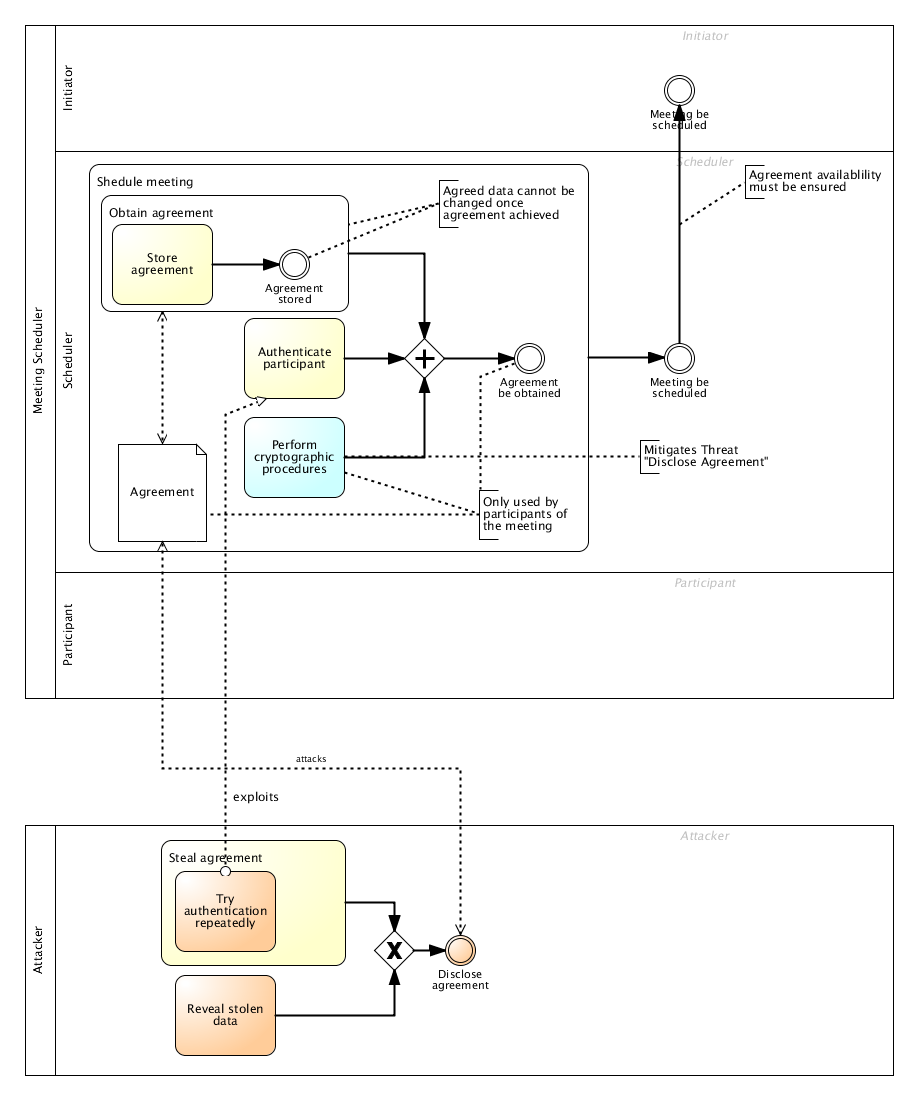 Initiator
Initiator
Meeting be
scheduled
Meeting Scheduler
Scheduler
Scheduler
Shedule meeting
Obtain agreement
Store
agreement
Agreement
stored
Agreed data cannot be
changed once
agreement achieved
Agreement availablility
must be ensured
Authenticate
participant
Agreement
be obtained
Meeting be
scheduled
Perform
cryptographic
procedures
Mitigates Threat
"Disclose Agreement"
Agreement
Only used by
participants of
the meeting
Participant
Participant
attacks
exploits
Attacker
Attacker
Steal agreement
Try
authentication
repeatedly
X
Disclose
agreement
Reveal stolen
data